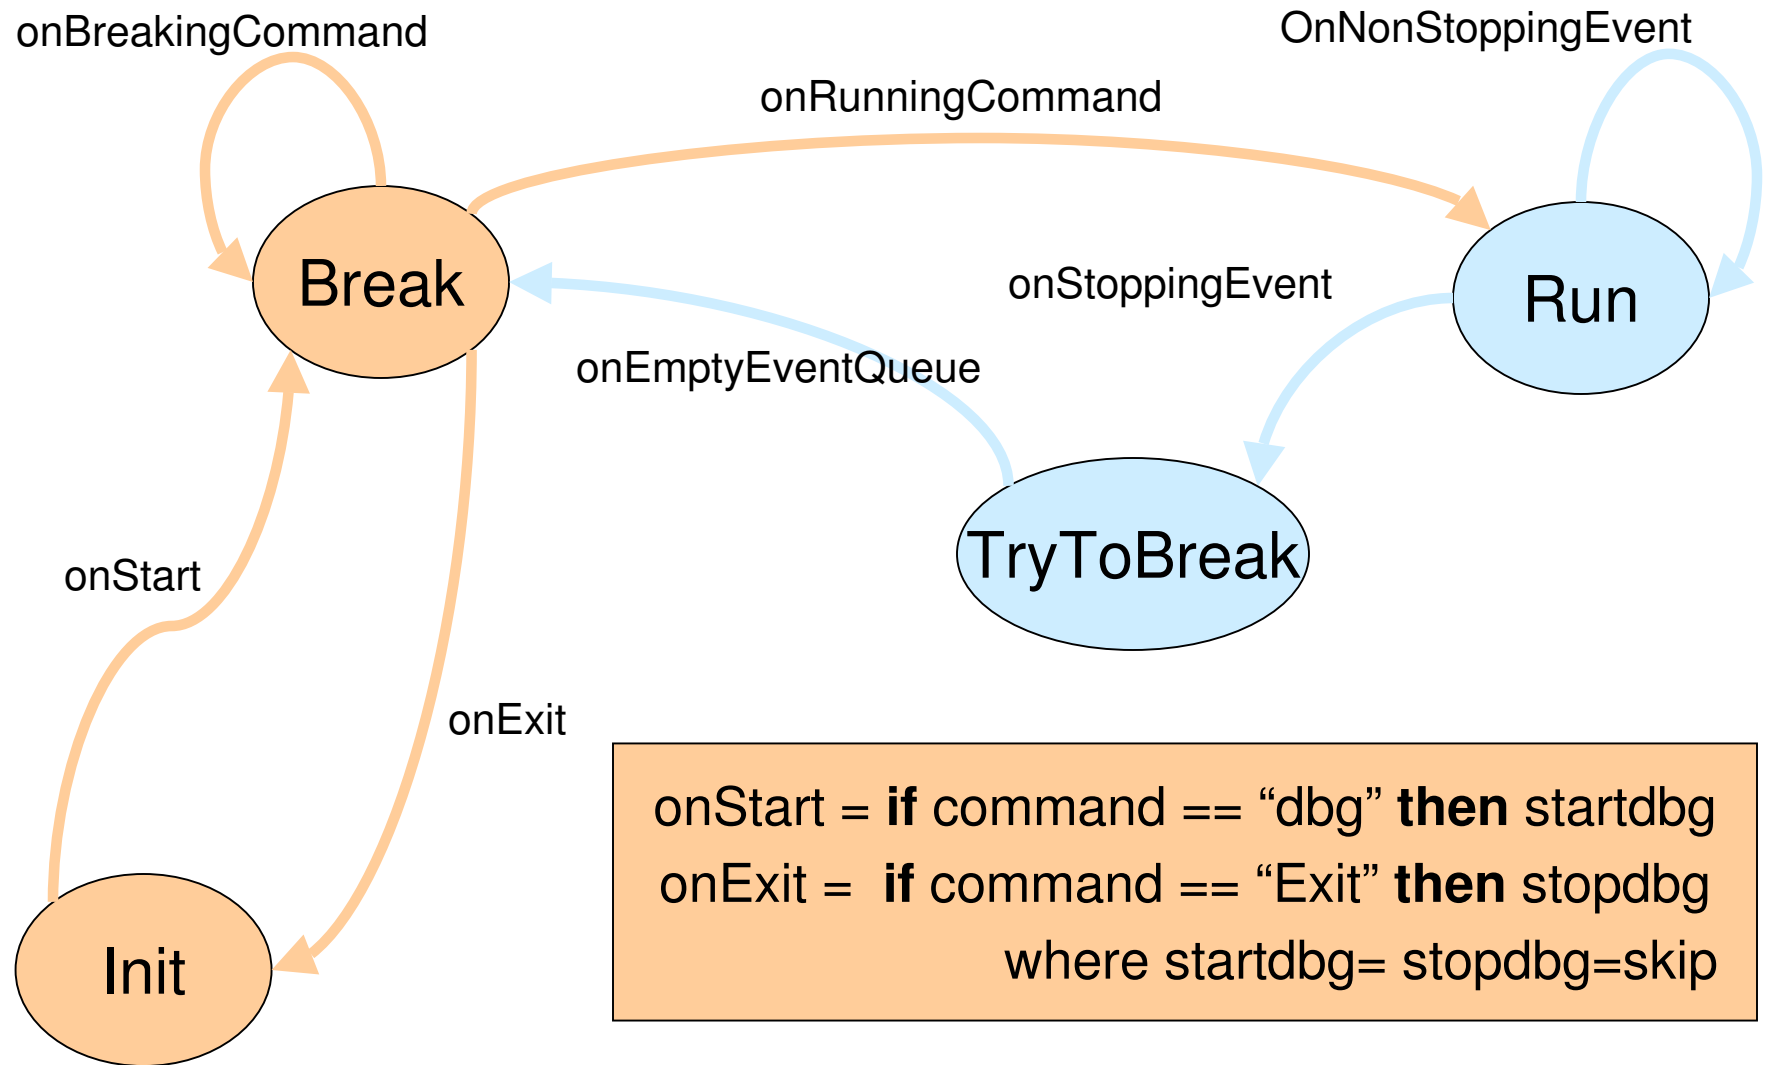 onBreakingCommand
OnNonStoppingEvent
onRunningCommand
Break
onStoppingEvent
Run
onEmptyEventQueue
TryToBreak
onStart
onExit
onStart = if command == “dbg” then startdbg
onExit =  if command == “Exit” then stopdbg
where startdbg= stopdbg=skip
Init